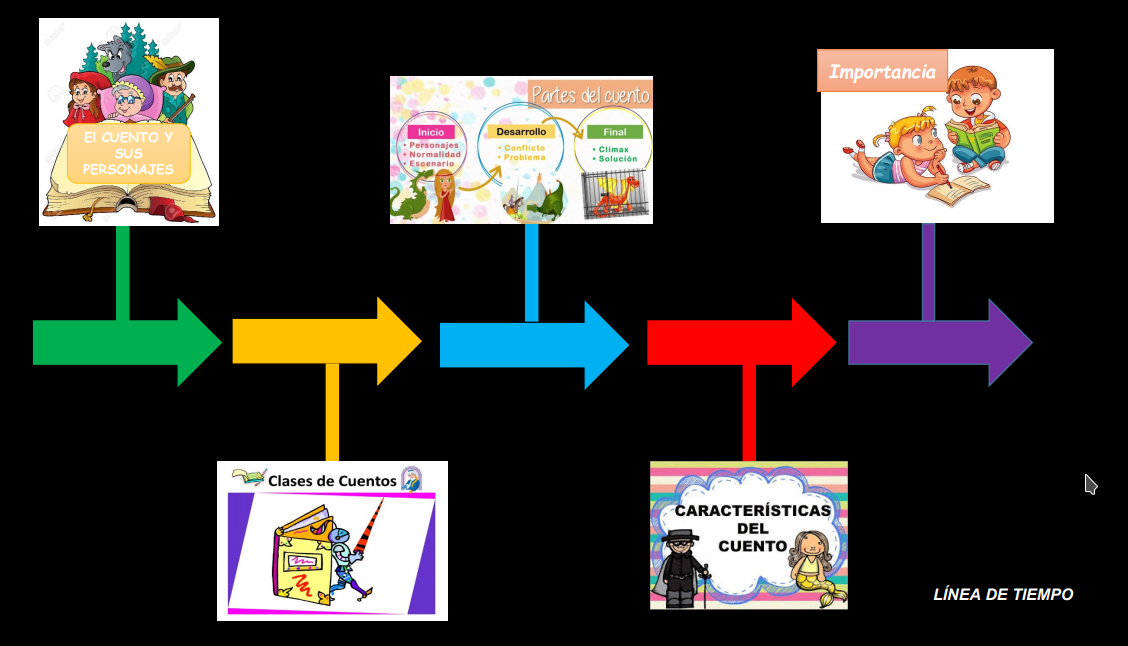 El CUENTO Y
SUS
PERSONAJES
Partes del cuento
Inicio
• Personajes
• Normalidad
• Escenario
Desarrollo
• Conflicto
• Problema
Final
• Clímax
• Solución
Importancia
Clases de Cuentos
CARACTERÍSTICAS
DEL
CUENTO
LÍNEA DE TIEMPO